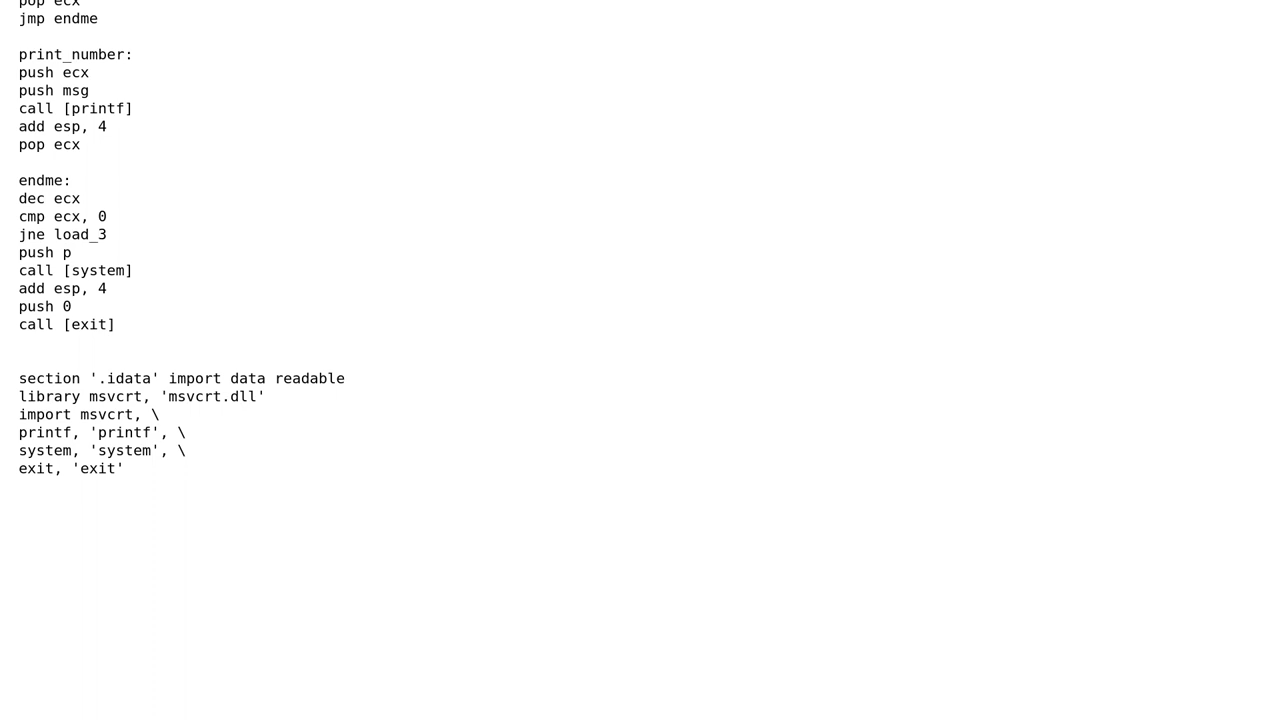 pop ecx
jmp endme
print_number:
push ecx
push msg
call [printf]
add esp, 4
pop ecx
endme:
dec ecx
cmp ecx, 0
jne load_3
push p
call [system]
add esp, 4
push 0
call [exit]
section '.idata' import data readable
library msvcrt, 'msvcrt.dll'
import msvcrt, \
printf, 'printf', \
system, 'system', \
exit, 'exit'